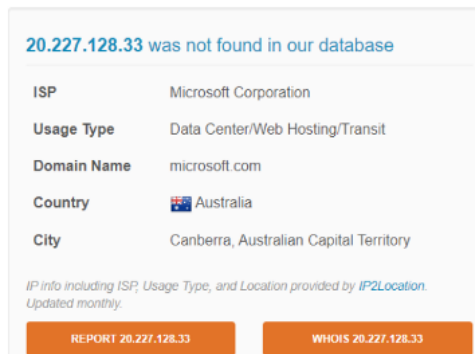 20.227.128.33 was not found in our database
ISP Microsoft Corporation
Usage Type Data Center/Web Hosting/Transit
Domain Name microsoft.com
Country Australia
City Canberra, Australian Capital Territory
IP info including ISP, Usage Type, and Location provided by IP2Location.
Updated monthly.
REPORT 20.227.128.33 WHOIS 20.227.128.33